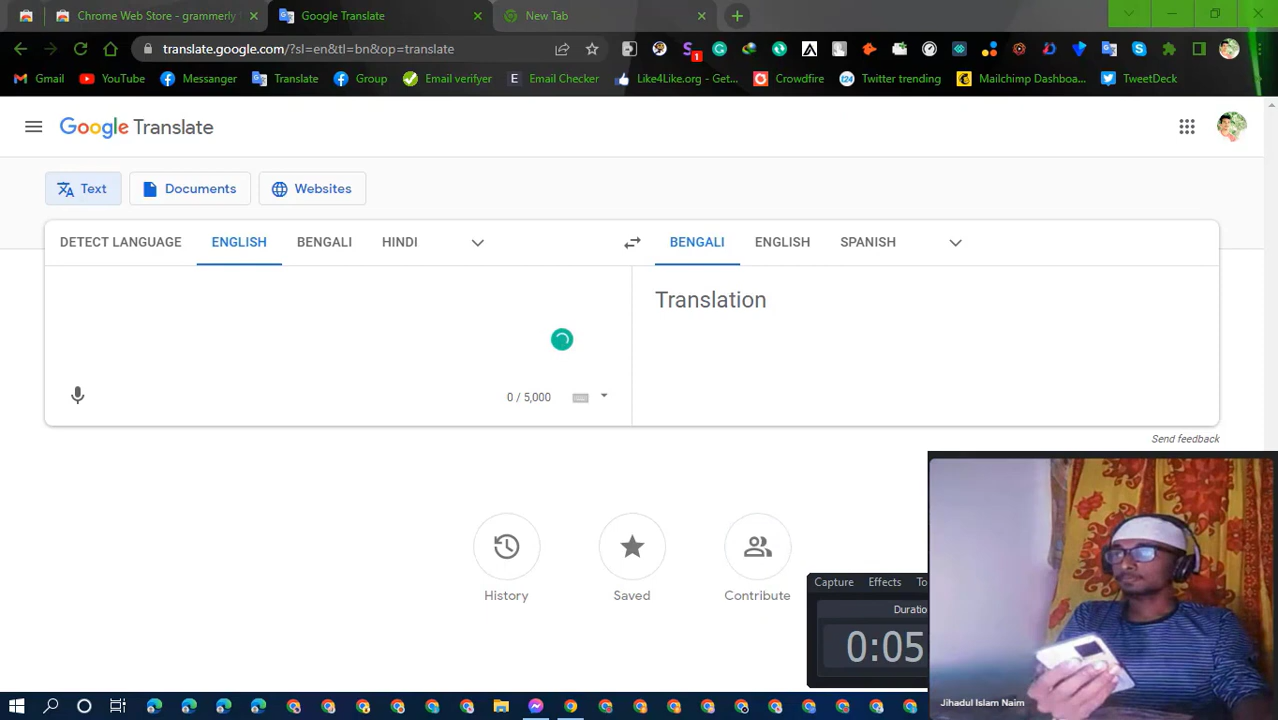 Chrome Web Store - grammerly
Google Translate
New Tab
translate.google.com/?sl=en&tl=bn&op=translate
1
Gmail
YouTube
Messanger
Translate
Group
Email verifyer
Email Checker
Like4Like.org - Get...
Crowdfire
Twitter trending
Mailchimp Dashboa...
TweetDeck
Google Translate
Text
Documents
Websites
DETECT LANGUAGE
ENGLISH
BENGALI
HINDI
BENGALI
ENGLISH
SPANISH
Translation
0 / 5,000
Send feedback
History
Saved
Contribute
Capture
Effects
To
Duratio
0:05
Jihadul Islam Naim